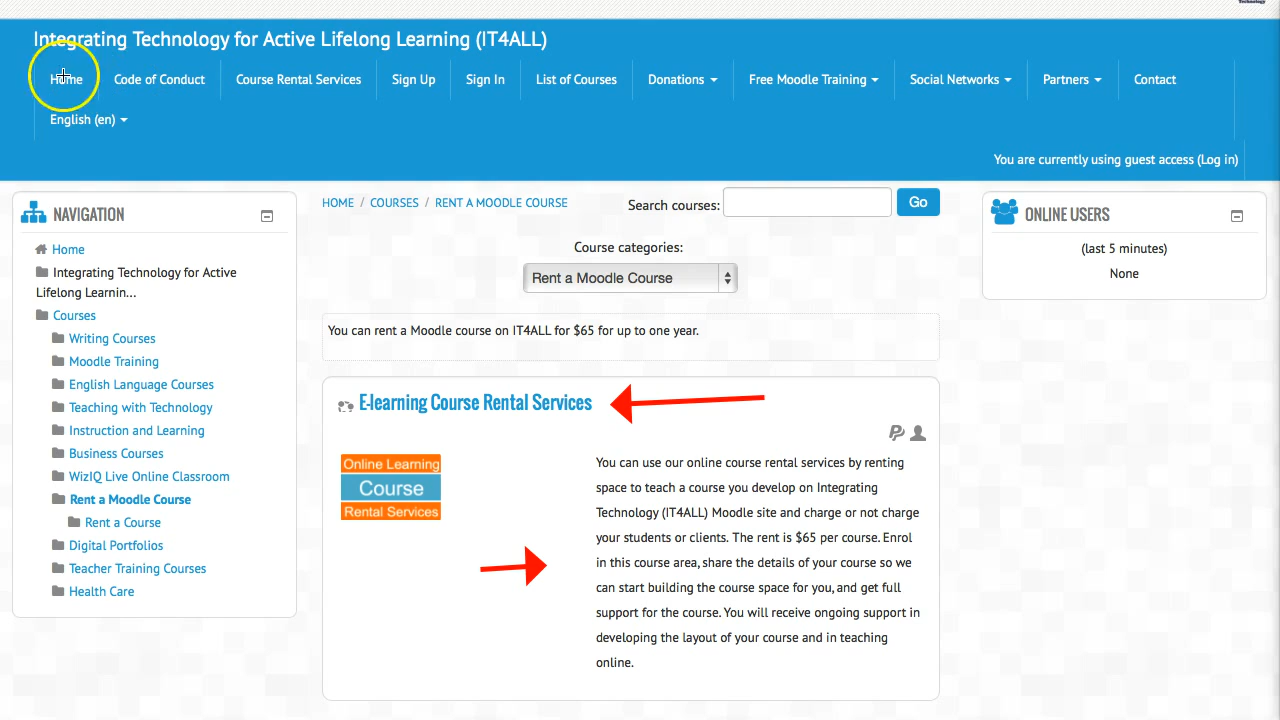 Technology
Integrating Technology for Active Lifelong Learning (IT4ALL)
Home Code of Conduct Course Rental Services Sign Up Sign In List of Courses Donations Free Moodle Training Social Networks Partners Contact
English (en)
You are currently using guest access (Log in)
NAVIGATION
Home
Integrating Technology for Active
Lifelong Learnin...
Courses
Writing Courses
Moodle Training
English Language Courses
Teaching with Technology
Instruction and Learning
Business Courses
WizIQ Live Online Classroom
Rent a Moodle Course
Rent a Course
Digital Portfolios
Teacher Training Courses
Health Care
HOME / COURSES / RENT A MOODLE COURSE
Search courses: Go
Course categories:
Rent a Moodle Course
You can rent a Moodle course on IT4ALL for $65 for up to one year.
E-learning Course Rental Services
Online Learning
Course
Rental Services
You can use our online course rental services by renting
space to teach a course you develop on Integrating
Technology (IT4ALL) Moodle site and charge or not charge
your students or clients. The rent is $65 per course. Enrol
in this course area, share the details of your course so we
can start building the course space for you, and get full
support for the course. You will receive ongoing support in
developing the layout of your course and in teaching
online.
ONLINE USERS
(last 5 minutes)
None